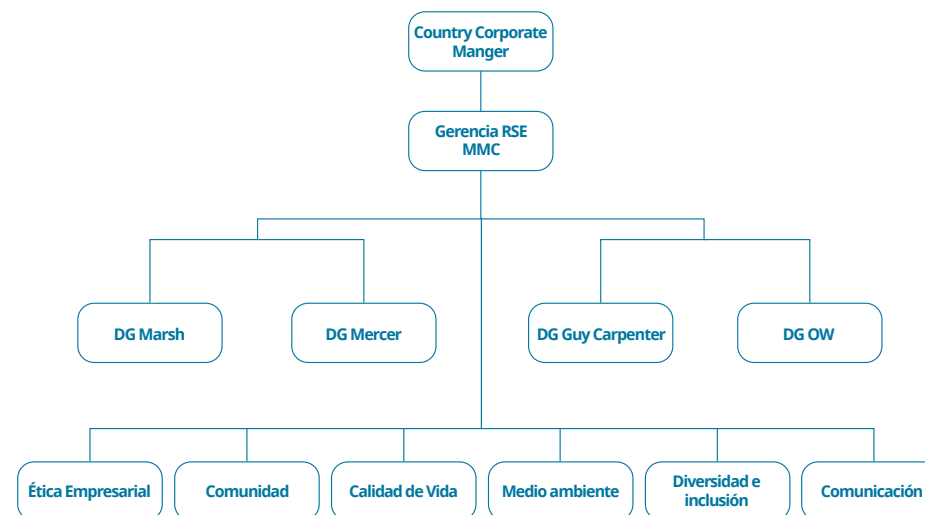 Country Corporate
Manger
Gerencia RSE
MMC
DG Marsh
DG Mercer
DG Guy Carpenter
DG OW
Ética Empresarial
Comunidad
Calidad de Vida
Medio ambiente
Diversidad e
inclusión
Comunicación